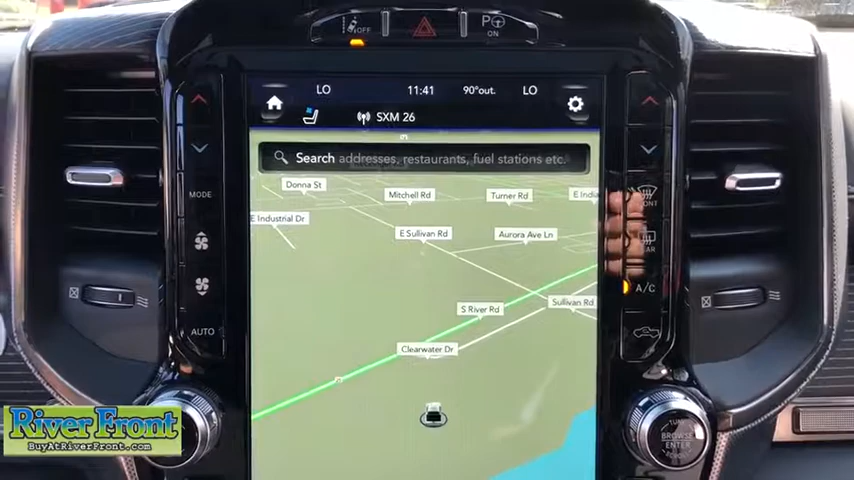 OFF
P
ON
LO
11:41
90°out.
LO
SXM 26
Search addresses, restaurants, fuel stations etc.
Donna St
Mitchell Rd
Turner Rd
E India
MODE
E Industrial Dr
E Sullivan Rd
Aurora Ave Ln
A/C
S River Rd
Sullivan Rd
AUTO
Clearwater Dr
River Front
BuyAtRiverFront.com
TUNE
BROWSE
ENTER